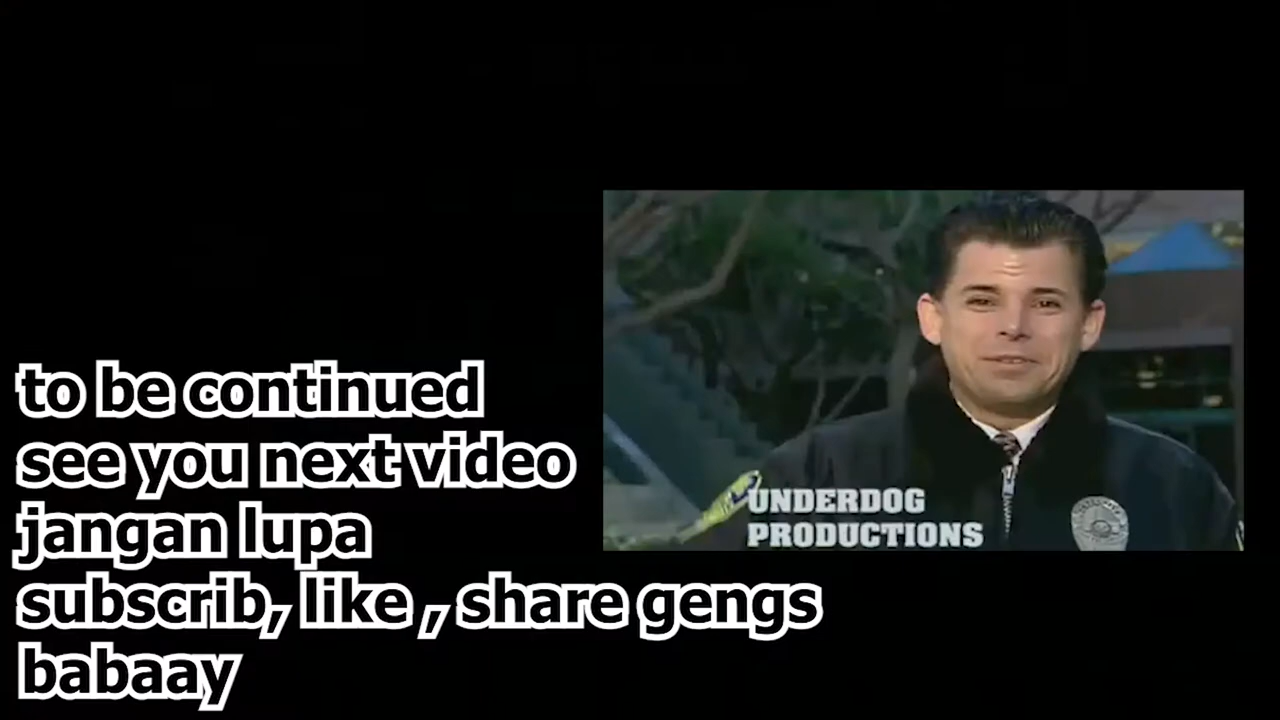 to be continued
see you next video
jangan lupa
subscrib, like , share gengs
babaay
UNDERDOG
PRODUCTIONS